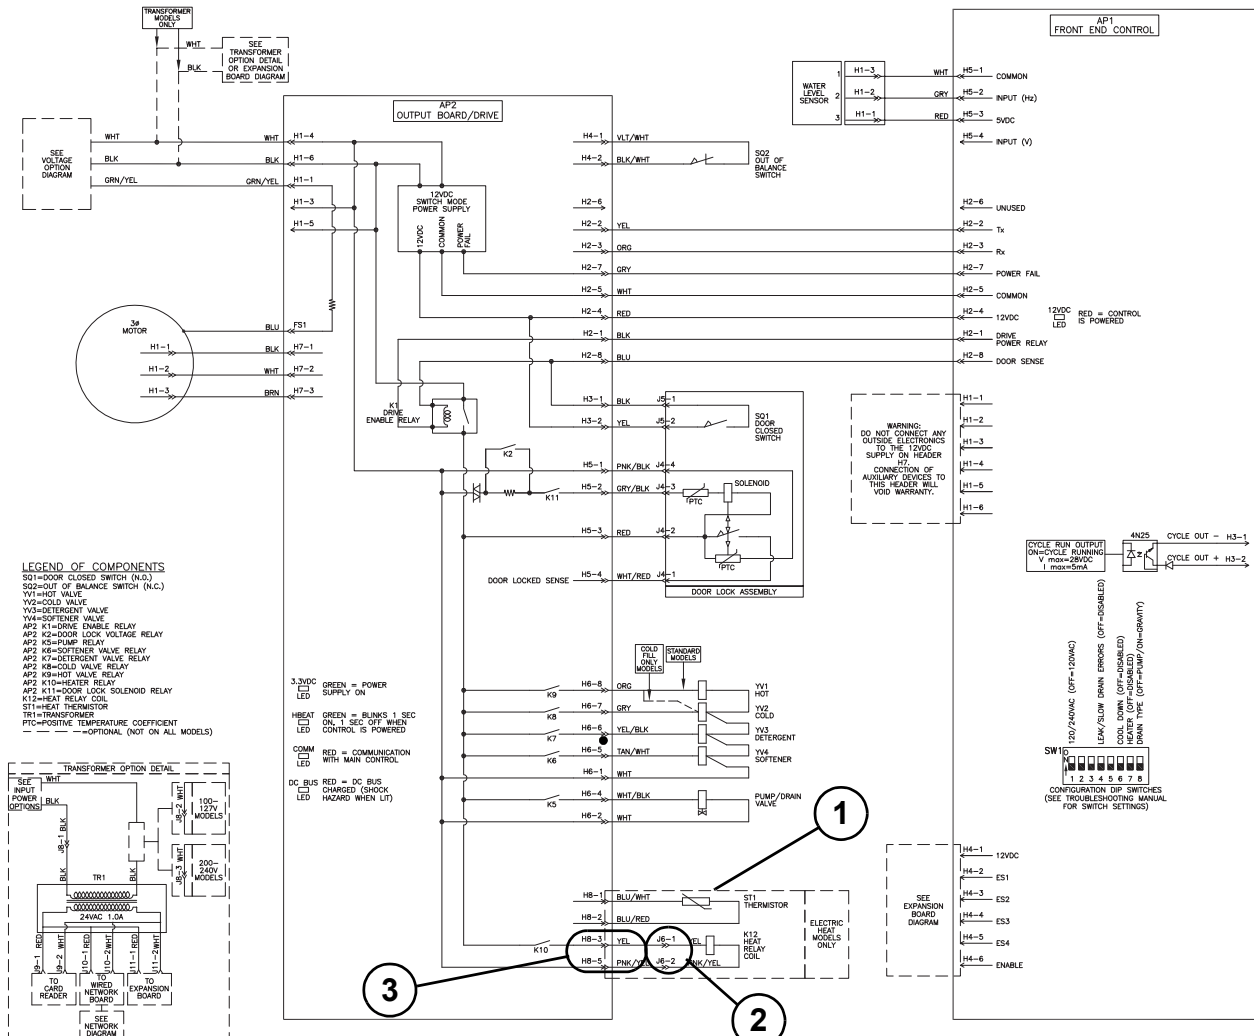 TRANSFORMER
MODELS
ONLY
WHT
BLK
SEE
TRANSFORMER
OPTION DETAIL
OR EXPANSION
BOARD DIAGRAM
SEE
VOLTAGE
OPTION
DIAGRAM
WHT
BLK
GRN/YEL
WHT
BLK
GRN/YEL
H1-4
H1-6
H1-1
H1-3
H1-5
3ø
MOTOR
H1-1
H1-2
H1-3
BLU
BLK
WHT
BRN
FS1
H7-1
H7-2
H7-3
AP2
OUTPUT BOARD/DRIVE
12VDC
SWITCH MODE
POWER SUPPLY
12VDC
COMMON
POWER
FAIL
K1
DRIVE
ENABLE RELAY
K2
K11
H4-1 VLT/WHT
H4-2 BLK/WHT
SQ2
OUT OF
BALANCE
SWITCH
H2-6
H2-2 YEL
H2-3 ORG
H2-7 GRY
H2-5 WHT
H2-4 RED
H2-1 BLK
H2-8 BLU
H3-1 BLK J5-1
H3-2 YEL J5-2
SQ1
DOOR
CLOSED
SWITCH
H5-1 PNK/BLK J4-4
H5-2 GRY/BLK J4-3
PTC
SOLENOID
H5-3 RED J4-2
PTC
DOOR LOCKED SENSE H5-4 WHT/RED J4-1
DOOR LOCK ASSEMBLY
AP1
FRONT END CONTROL
WATER
LEVEL
SENSOR
1
2
3
H1-3
H1-2
H1-1
WHT
GRY
RED
H5-1 COMMON
H5-2 INPUT (Hz)
H5-3 5VDC
H5-4 INPUT (V)
H2-6 UNUSED
H2-2 Tx
H2-3 Rx
H2-7 POWER FAIL
H2-5 COMMON
H2-4 12VDC
H2-1 DRIVE
POWER RELAY
H2-8 DOOR SENSE
12VDC
LED
RED = CONTROL
IS POWERED
WARNING:
DO NOT CONNECT ANY
OUTSIDE ELECTRONICS
TO THE 12VDC
SUPPLY ON HEADER
H7.
CONNECTION OF
AUXILIARY DEVICES TO
THIS HEADER WILL
VOID WARRANTY.
H1-1
H1-2
H1-3
H1-4
H1-5
H1-6
CYCLE RUN OUTPUT
ON=CYCLE RUNNING
V max=28VDC
I max=5mA
4N25
CYCLE OUT - H3-1
CYCLE OUT + H3-2
LEGEND OF COMPONENTS
SQ1=DOOR CLOSED SWITCH (N.O.)
SQ2=OUT OF BALANCE SWITCH (N.C.)
YV1=HOT VALVE
YV2=COLD VALVE
YV3=DETERGENT VALVE
YV4=SOFTENER VALVE
AP2 K1=DRIVE ENABLE RELAY
AP2 K2=DOOR LOCK VOLTAGE RELAY
AP2 K5=PUMP RELAY
AP2 K6=SOFTENER VALVE RELAY
AP2 K7=DETERGENT VALVE RELAY
AP2 K8=COLD VALVE RELAY
AP2 K9=HOT VALVE RELAY
AP2 K10=HEATER RELAY
AP2 K11=DOOR LOCK SOLENOID RELAY
K12=HEAT RELAY COIL
ST1=HEAT THERMISTOR
TR1=TRANSFORMER
PTC=POSITIVE TEMPERATURE COEFFICIENT
=OPTIONAL (NOT ON ALL MODELS)
3.3VDC
LED
GREEN = POWER
SUPPLY ON
HBEAT
LED
GREEN = BLINKS 1 SEC
ON, 1 SEC OFF WHEN
CONTROL IS POWERED
COMM
LED
RED = COMMUNICATION
WITH MAIN CONTROL
DC BUS
LED
RED = DC BUS
CHARGED (SHOCK
HAZARD WHEN LIT)
COLD
FILL
ONLY
MODELS
STANDARD
MODELS
K9 H6-8 ORG
YV1
HOT
K8 H6-7 GRY
YV2
COLD
K7 H6-6 YEL/BLK
YV3
DETERGENT
K6 H6-5 TAN/WHT
YV4
SOFTENER
H6-1 WHT
K5 H6-4 WHT/BLK
PUMP/DRAIN
VALVE
H6-2 WHT
1
H8-1 BLU/WHT
ST1
THERMISTOR
H8-2 BLU/RED
K10 H8-3 YEL J6-1 YEL
K12
HEAT
RELAY
COIL
H8-5 PNK/YEL J6-2 PNK/YEL
ELECTRIC
HEAT
MODELS
ONLY
3
2
120/240VAC (OFF=120VAC)
LEAK/SLOW DRAIN ERRORS (OFF=DISABLED)
COOL DOWN (OFF=DISABLED)
HEATER (OFF=DISABLED)
DRAIN TYPE (OFF=PUMP/ON=GRAVITY)
SW1
O
N
1 2 3 4 5 6 7 8
CONFIGURATION DIP SWITCHES
(SEE TROUBLESHOOTING MANUAL
FOR SWITCH SETTINGS)
SEE
EXPANSION
BOARD
DIAGRAM
H4-1 12VDC
H4-2 ES1
H4-3 ES2
H4-4 ES3
H4-5 ES4
H4-6 ENABLE
TRANSFORMER OPTION DETAIL
SEE
INPUT
POWER
OPTIONS
WHT
BLK
J8-1 BLK
BLK
BLK
J8-2 WHT
100-
127V
MODELS
J8-3 WHT
200-
240V
MODELS
TR1
24VAC 1.0A
J9-1 RED
J9-2 WHT
J10-1 RED
J10-2 WHT
J11-1 RED
J11-2 WHT
TO
CARD
READER
TO
WIRED
NETWORK
BOARD
TO
EXPANSION
BOARD
SEE
NETWORK
DIAGRAM